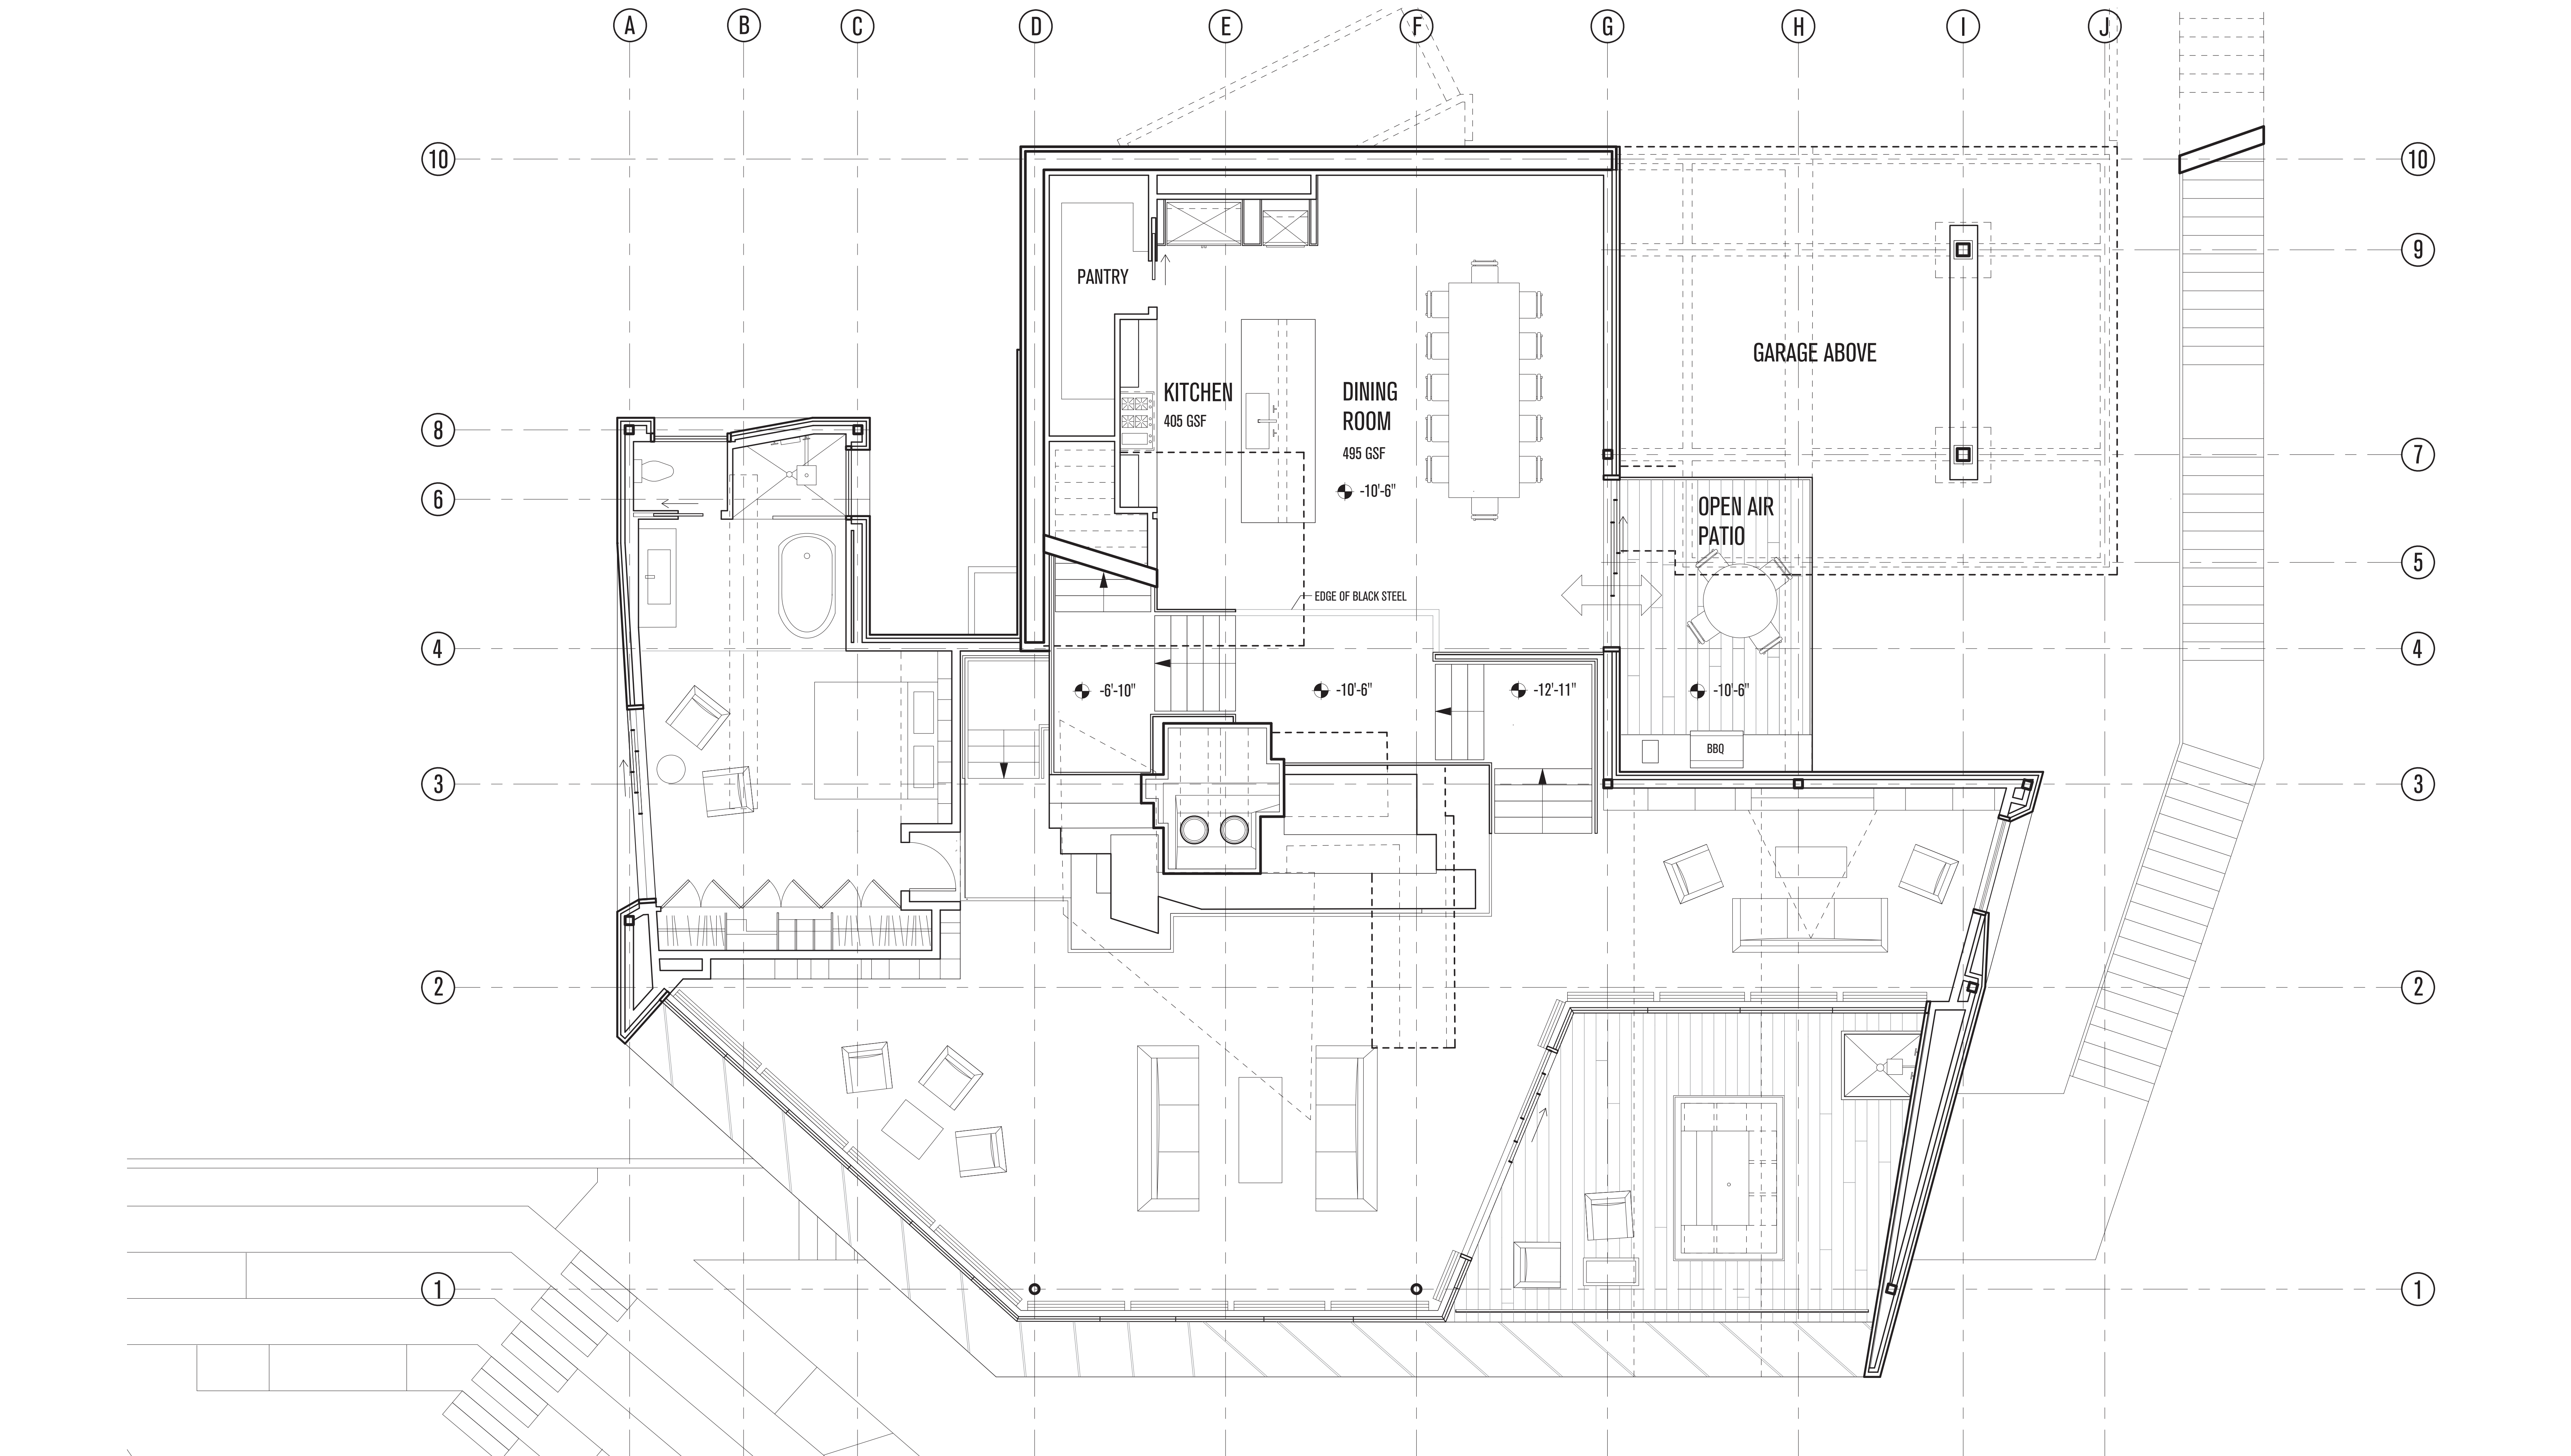 A B C D E F G H I J
10 10
9
PANTRY
GARAGE ABOVE
KITCHEN
405 GSF
DINING
ROOM
495 GSF
8
7
-10'-6"
6
OPEN AIR
PATIO
5
EDGE OF BLACK STEEL
4 4
-6'-10"
-10'-6"
-12'-11"
-10'-6"
BBQ
3 3
2 2
1 1